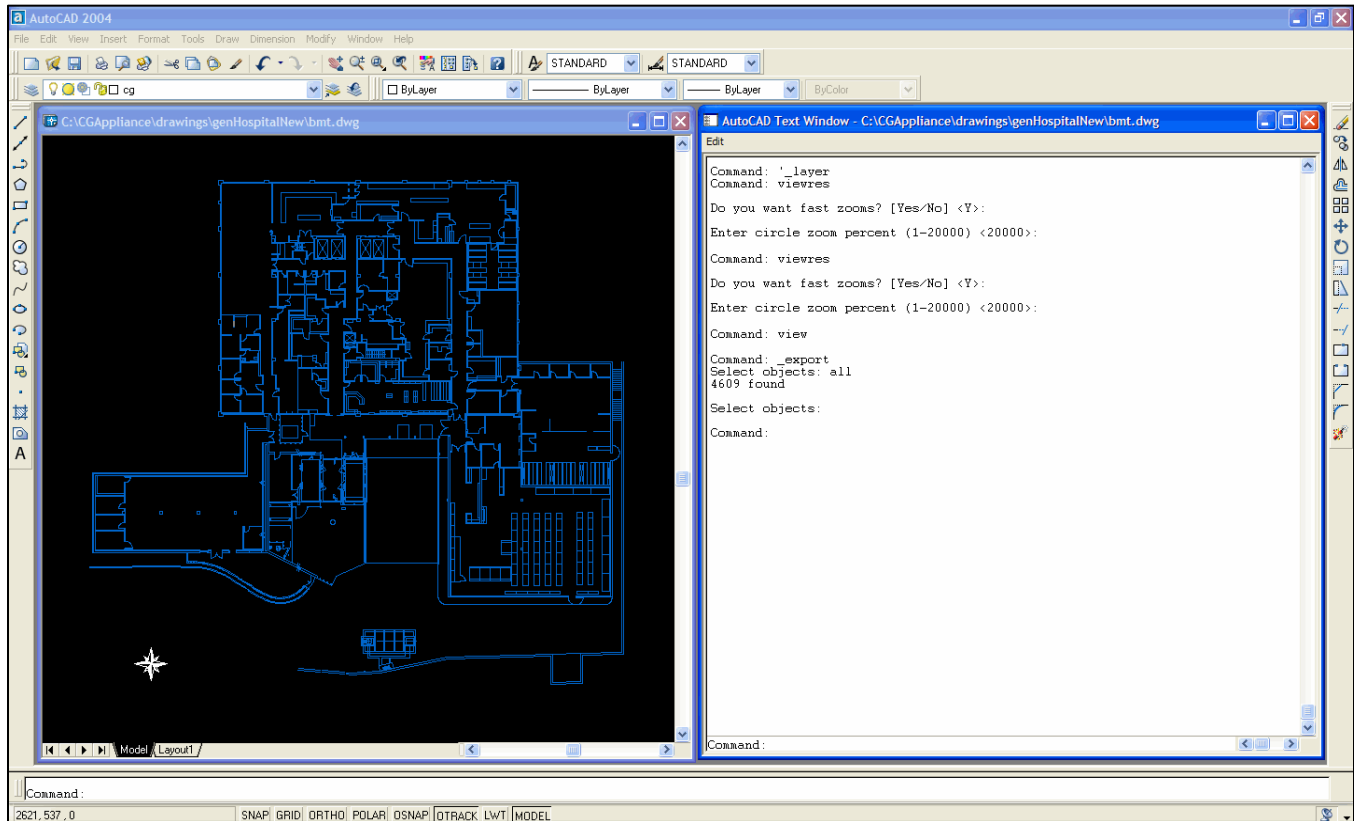 AutoCAD 2004
File Edit View Insert Format Tools Draw Dimension Modify Window Help
STANDARD STANDARD
cg ByLayer ByLayer ByLayer ByColor
C:\CGAppliance\drawings\genHospitalNew\bmt.dwg
AutoCAD Text Window - C:\CGAppliance\drawings\genHospitalNew\bmt.dwg
Edit
Command: '_layer
Command: viewres
Do you want fast zooms? [Yes/No] <Y>:
Enter circle zoom percent (1-20000) <20000>:
Command: viewres
Do you want fast zooms? [Yes/No] <Y>:
Enter circle zoom percent (1-20000) <20000>:
Command: view
Command: _export
Select objects: all
4609 found
Select objects:
Command:
A
Model Layout1
Command:
Command:
2621, 537 , 0 SNAP GRID ORTHO POLAR OSNAP OTRACK LWT MODEL